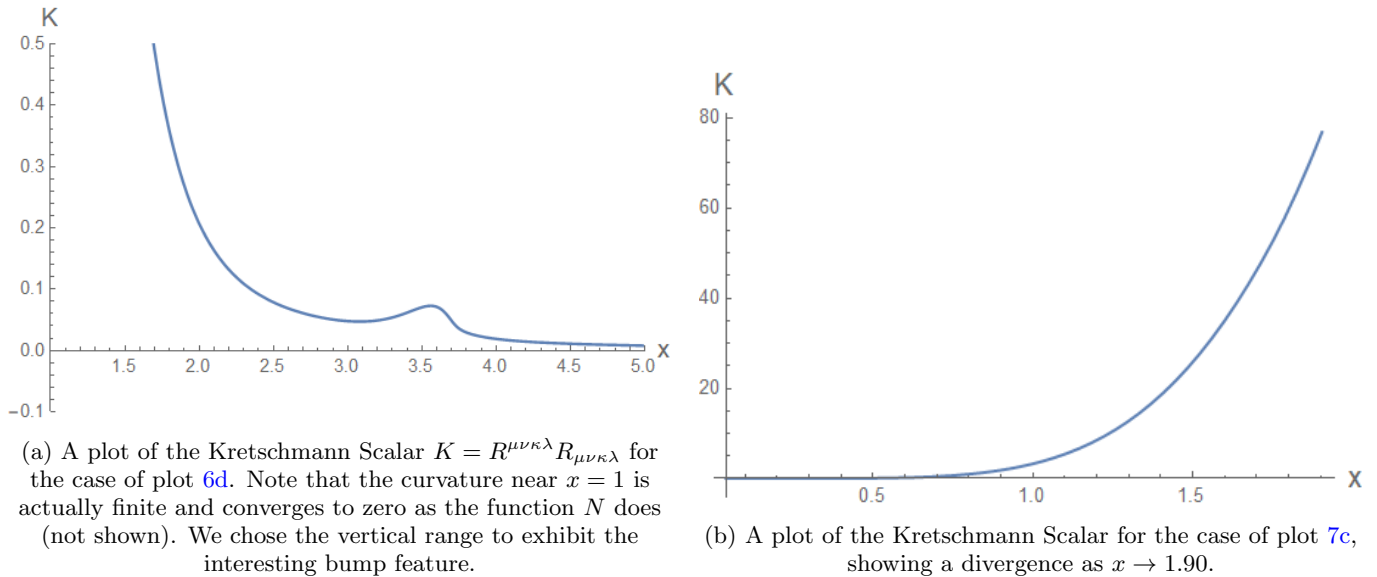 K
0.5
0.4
0.3
0.2
0.1
0.0
-0.1
1.5 2.0 2.5 3.0 3.5 4.0 4.5 5.0
x
(a) A plot of the Kretschmann Scalar K = R^{μνκλ}R_{μνκλ} for
the case of plot 6d. Note that the curvature near x = 1 is
actually finite and converges to zero as the function N does
(not shown). We chose the vertical range to exhibit the
interesting bump feature.
K
80
60
40
20
0.5 1.0 1.5
x
(b) A plot of the Kretschmann Scalar for the case of plot 7c,
showing a divergence as x → 1.90.